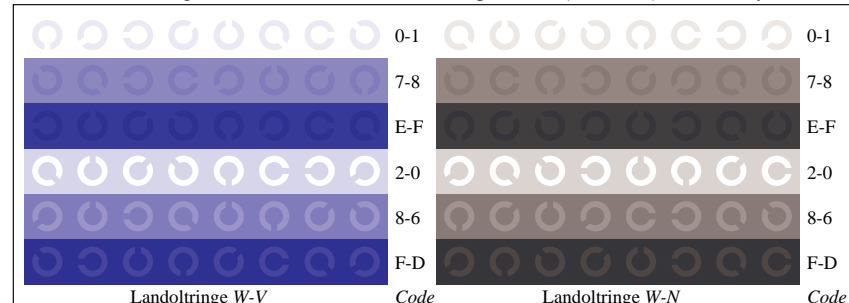 0-1 0-1
7-8 7-8
E-F E-F
2-0 2-0
8-6 8-6
F-D F-D
Landoltringe W-V Code Landoltringe W-N Code